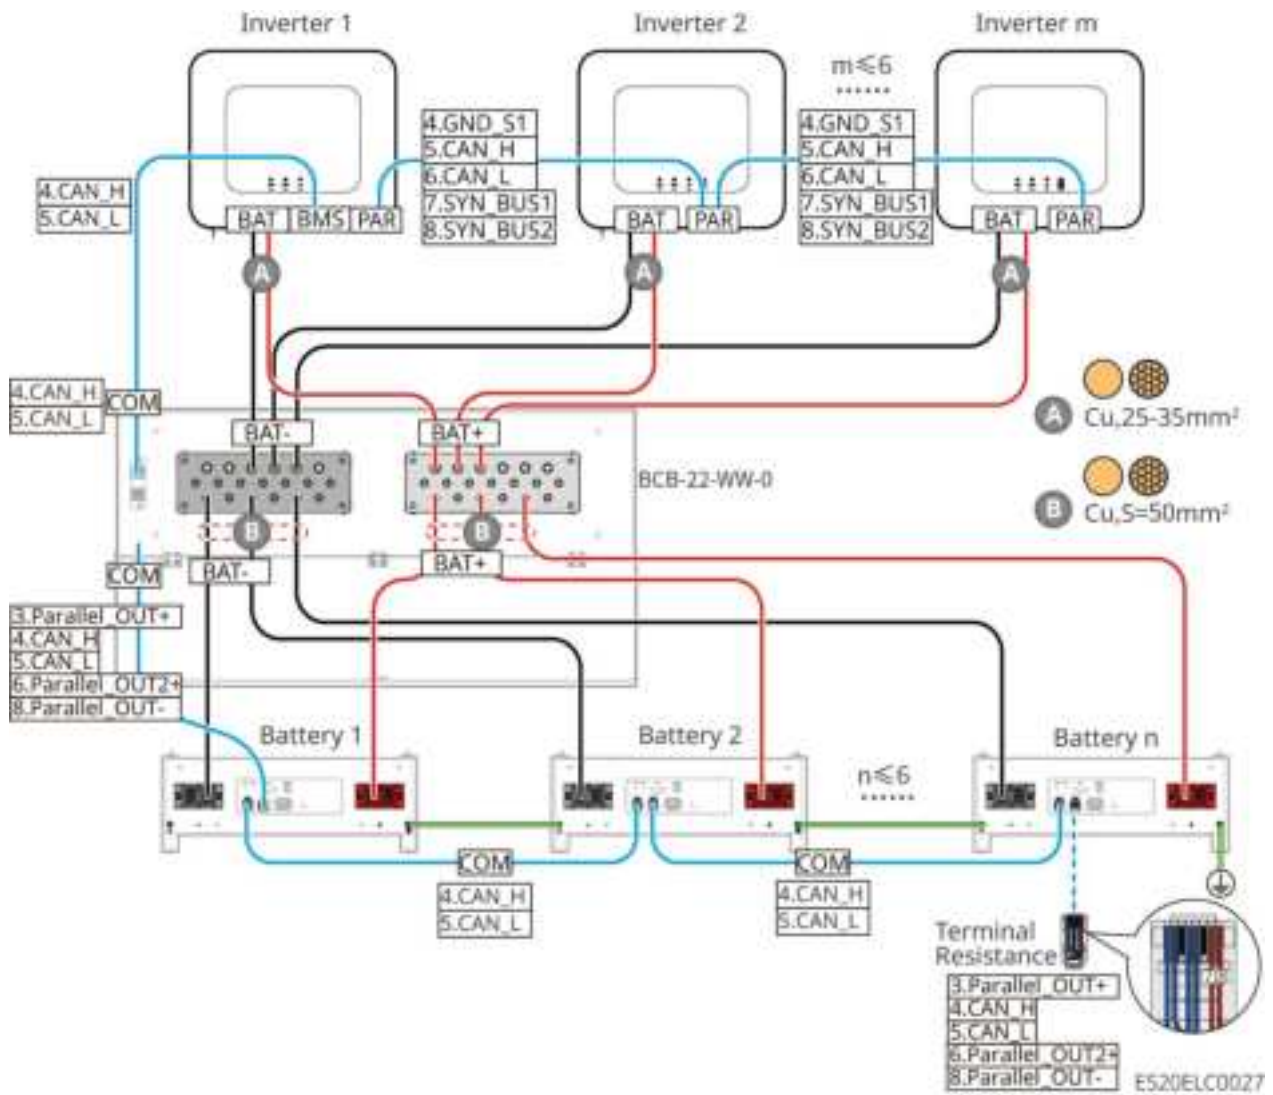 Inverter 1
Inverter 2
Inverter m
m≤6
......
4.GND_S1
5.CAN_H
6.CAN_L
7.SYN_BUS1
8.SYN_BUS2
4.GND_S1
5.CAN_H
6.CAN_L
7.SYN_BUS1
8.SYN_BUS2
4.CAN_H
5.CAN_L
BAT
BMS
PAR
BAT
PAR
BAT
PAR
A
A
A
4.CAN_H
5.CAN_L
COM
BAT-
BAT+
A
Cu,25-35mm²
BCB-22-WW-0
B
Cu,S=50mm²
B
B
COM
BAT-
BAT+
3.Parallel_OUT+
4.CAN_H
5.CAN_L
6.Parallel_OUT2+
8.Parallel_OUT-
Battery 1
Battery 2
Battery n
n≤6
......
COM
4.CAN_H
5.CAN_L
COM
4.CAN_H
5.CAN_L
Terminal
Resistance
3.Parallel_OUT+
4.CAN_H
5.CAN_L
6.Parallel_OUT2+
8.Parallel_OUT-
ES20ELC0027